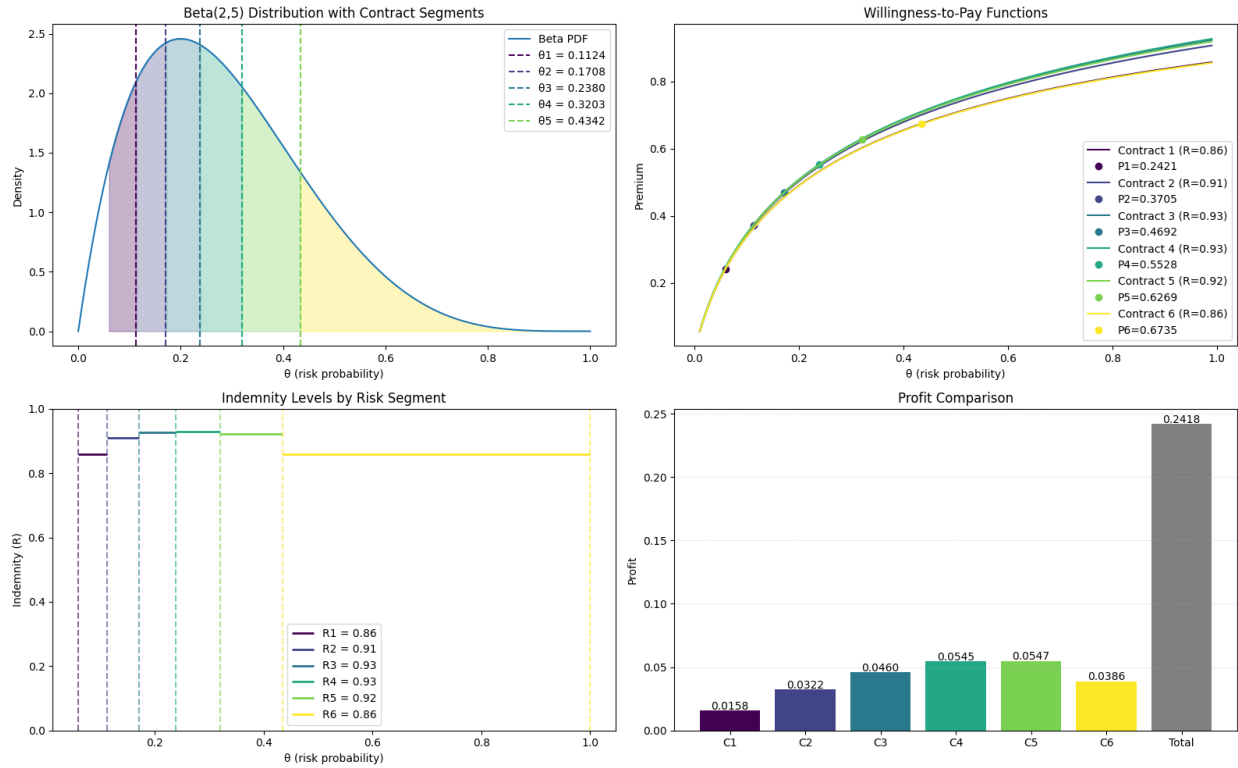 Beta(2,5) Distribution with Contract Segments
Density
2.5
2.0
1.5
1.0
0.5
0.0
Beta PDF
θ1 = 0.1124
θ2 = 0.1708
θ3 = 0.2380
θ4 = 0.3203
θ5 = 0.4342
0.0 0.2 0.4 0.6 0.8 1.0
θ (risk probability)
Willingness-to-Pay Functions
Premium
0.8
0.6
0.4
0.2
Contract 1 (R=0.86)
P1=0.2421
Contract 2 (R=0.91)
P2=0.3705
Contract 3 (R=0.93)
P3=0.4692
Contract 4 (R=0.93)
P4=0.5528
Contract 5 (R=0.92)
P5=0.6269
Contract 6 (R=0.86)
P6=0.6735
0.0 0.2 0.4 0.6 0.8 1.0
θ (risk probability)
Indemnity Levels by Risk Segment
Indemnity (R)
1.0
0.8
0.6
0.4
0.2
0.0
R1 = 0.86
R2 = 0.91
R3 = 0.93
R4 = 0.93
R5 = 0.92
R6 = 0.86
0.2 0.4 0.6 0.8 1.0
θ (risk probability)
Profit Comparison
Profit
0.25
0.20
0.15
0.10
0.05
0.00
0.0158
0.0322
0.0460
0.0545
0.0547
0.0386
0.2418
C1 C2 C3 C4 C5 C6 Total